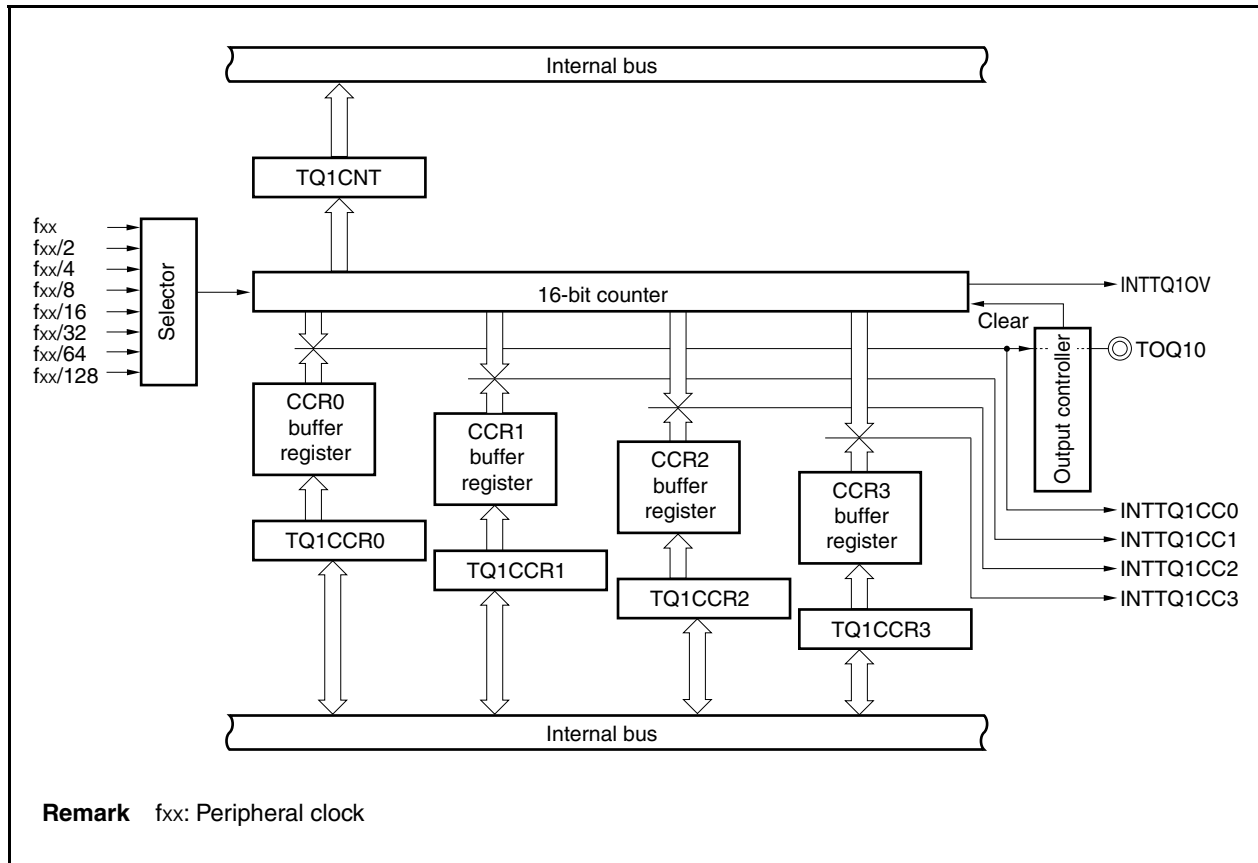 Internal bus
TQ1CNT
fxx
fxx/2
fxx/4
fxx/8
fxx/16
fxx/32
fxx/64
fxx/128
Selector
16-bit counter
INTTQ1OV
Clear
Output controller
TOQ10
CCR0
buffer
register
CCR1
buffer
register
CCR2
buffer
register
CCR3
buffer
register
TQ1CCR0
TQ1CCR1
TQ1CCR2
TQ1CCR3
INTTQ1CC0
INTTQ1CC1
INTTQ1CC2
INTTQ1CC3
Internal bus
Remark fxx: Peripheral clock